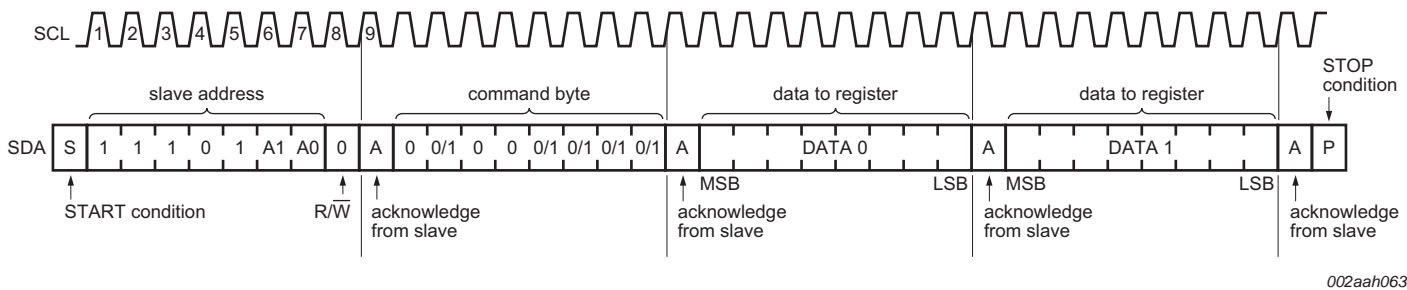 SCL 1 2 3 4 5 6 7 8 9
STOP
condition
slave address command byte data to register data to register
SDA S 1 1 1 0 1 A1 A0 0 A 0 0/1 0 0 0/1 0/1 0/1 0/1 A DATA 0 A DATA 1 A P
MSB LSB MSB LSB
START condition R/W̅ acknowledge from slave acknowledge from slave acknowledge from slave acknowledge from slave
002aah063